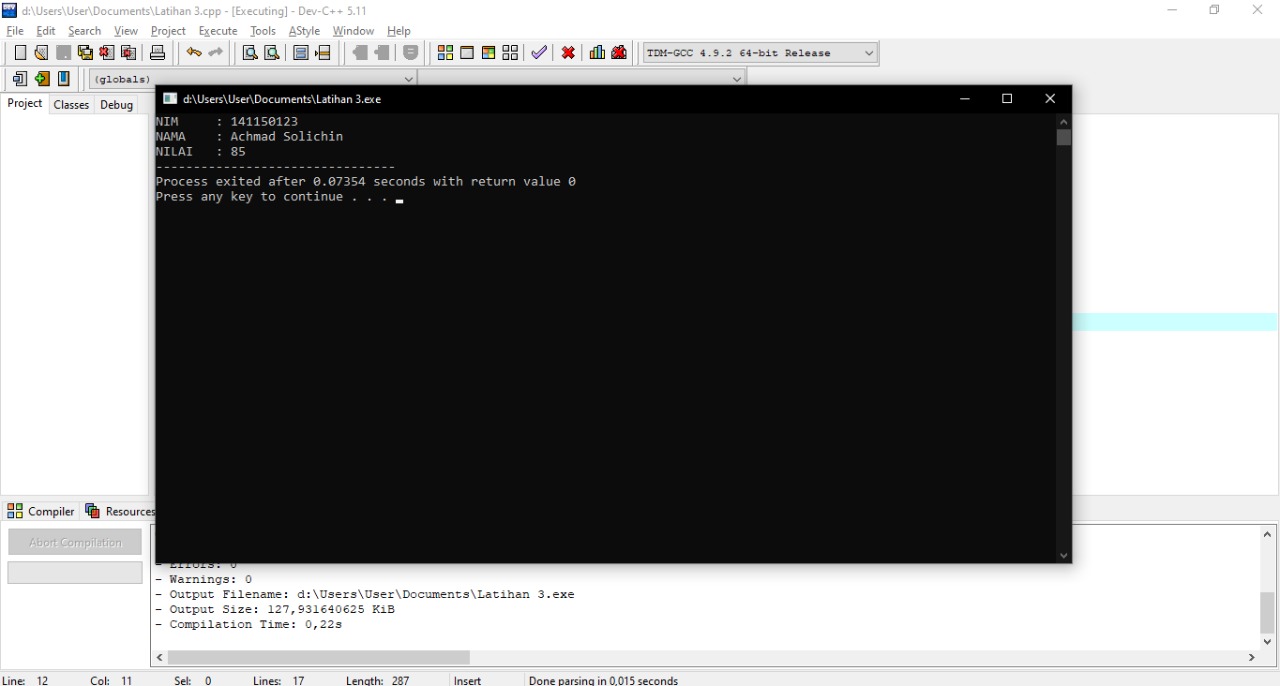 d:\Users\User\Documents\Latihan 3.cpp - [Executing] - Dev-C++ 5.11
File Edit Search View Project Execute Tools AStyle Window Help
TDM-GCC 4.9.2 64-bit Release
(globals)
Project Classes Debug
d:\Users\User\Documents\Latihan 3.exe
NIM : 141150123
NAMA : Achmad Solichin
NILAI : 85
--------------------------------
Process exited after 0.07354 seconds with return value 0
Press any key to continue . . .
Compiler Resources
Abort Compilation
- Errors: 0
- Warnings: 0
- Output Filename: d:\Users\User\Documents\Latihan 3.exe
- Output Size: 127,931640625 KiB
- Compilation Time: 0,22s
Line: 12 Col: 11 Sel: 0 Lines: 17 Length: 287 Insert Done parsing in 0,015 seconds